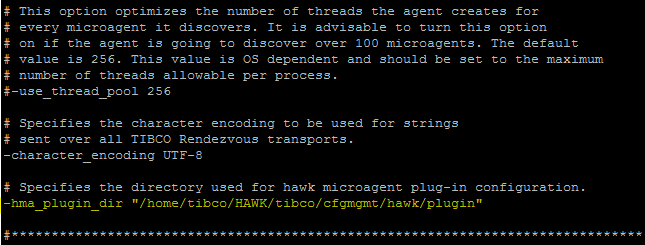 # This option optimizes the number of threads the agent creates for
# every microagent it discovers. It is advisable to turn this option
# on if the agent is going to discover over 100 microagents. The default
# value is 256. This value is OS dependent and should be set to the maximum
# number of threads allowable per process.
#-use_thread_pool 256
# Specifies the character encoding to be used for strings
# sent over all TIBCO Rendezvous transports.
-character_encoding UTF-8
# Specifies the directory used for hawk microagent plug-in configuration.
-hma_plugin_dir "/home/tibco/HAWK/tibco/cfgmgmt/hawk/plugin"
#*******************************************************************************